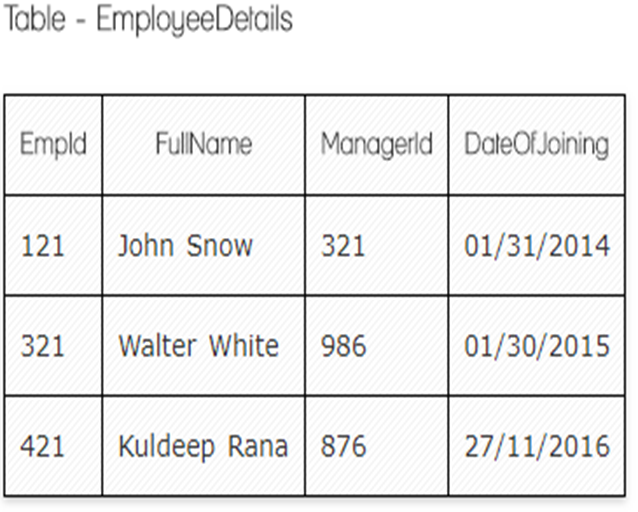 Table - EmployeeDetails
EmpId FullName ManagerId DateOfJoining
121 John Snow 321 01/31/2014
321 Walter White 986 01/30/2015
421 Kuldeep Rana 876 27/11/2016